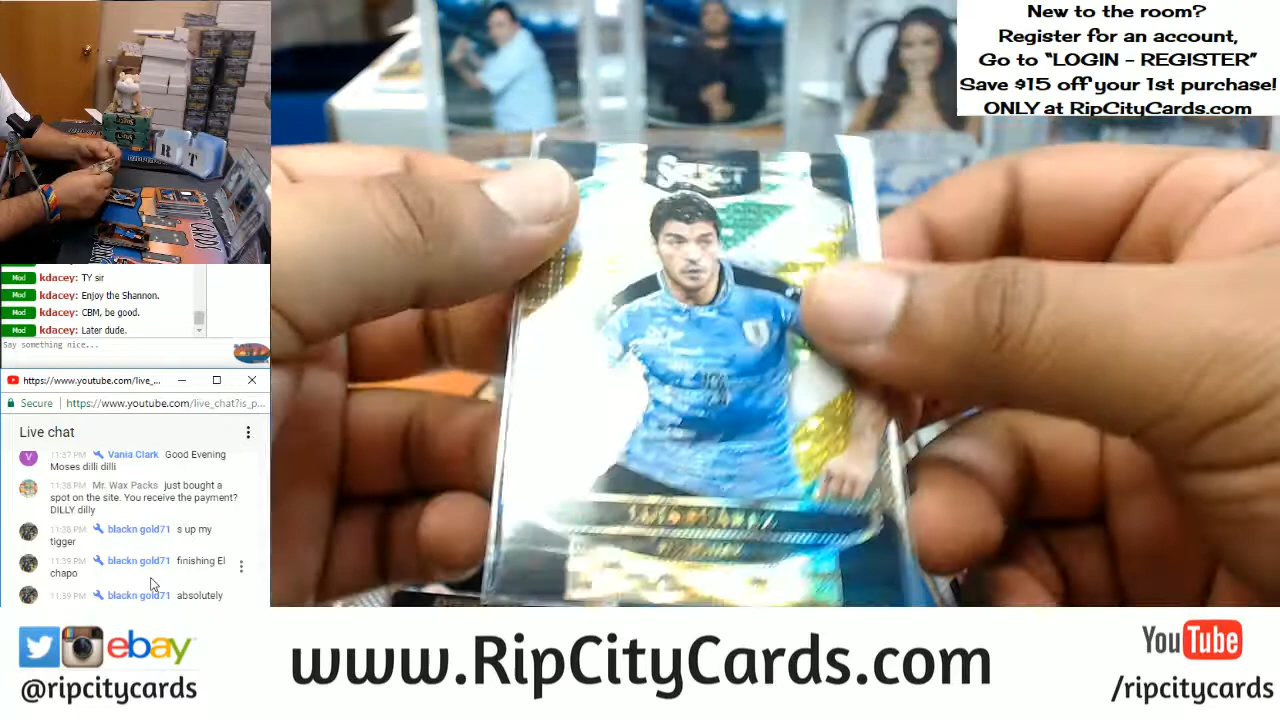 New to the room?
Register for an account,
Go to "LOGIN - REGISTER"
Save $15 off your 1st purchase!
ONLY at RipCityCards.com
SELECT
R T
Mod kdacey: TY sir
Mod kdacey: Enjoy the Shannon.
Mod kdacey: CBM, be good.
Mod kdacey: Later dude.
Say something nice...
https://www.youtube.com/live_...
Secure https://www.youtube.com/live_chat?is_p...
Live chat
V 11:37 PM Vania Clark Good Evening
Moses dilli dilli
11:38 PM Mr. Wax Packs just bought a
spot on the site. You receive the payment?
DILLY dilly
11:38 PM blackn gold71 s up my
tigger
11:39 PM blackn gold71 finishing El
chapo
11:39 PM blackn gold71 absolutely
ebay
@ripcitycards
www.RipCityCards.com
YouTube
/ripcitycards